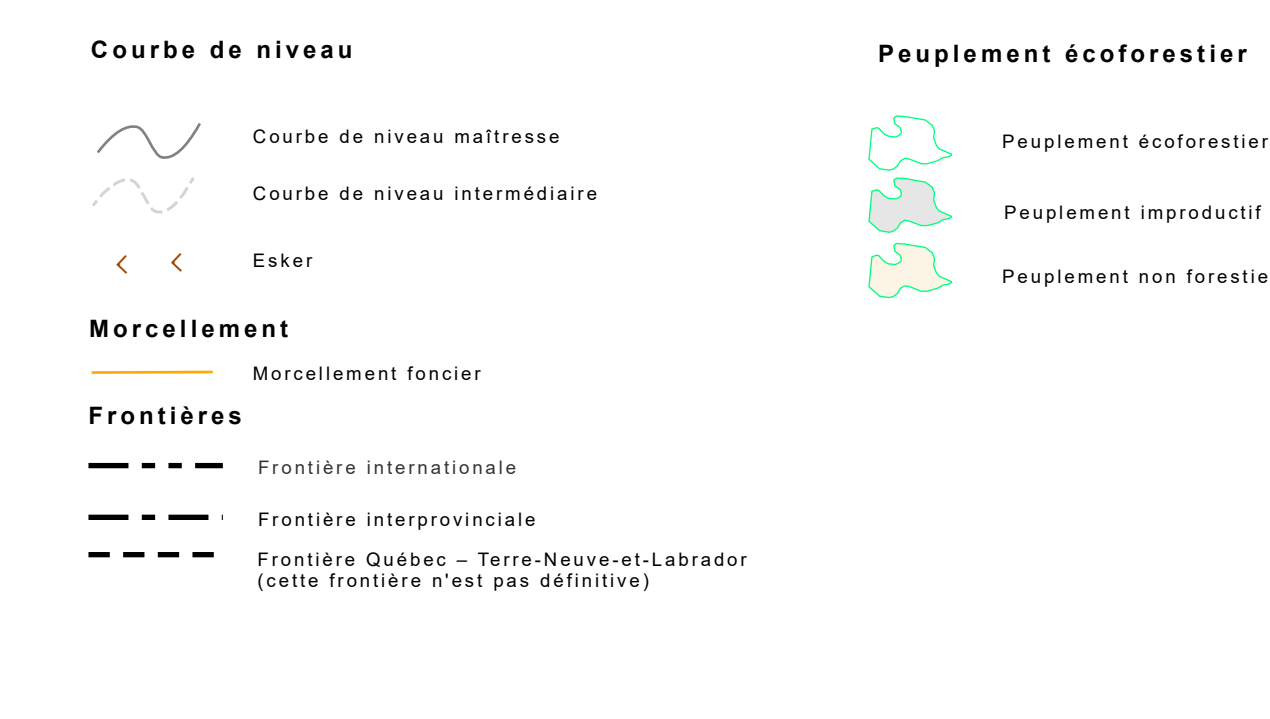 Courbe de niveau
Courbe de niveau maîtresse
Courbe de niveau intermédiaire
Esker
Morcellement
Morcellement foncier
Frontières
Frontière internationale
Frontière interprovinciale
Frontière Québec – Terre-Neuve-et-Labrador
(cette frontière n'est pas définitive)
Peuplement écoforestier
Peuplement écoforestier
Peuplement improductif
Peuplement non forestie